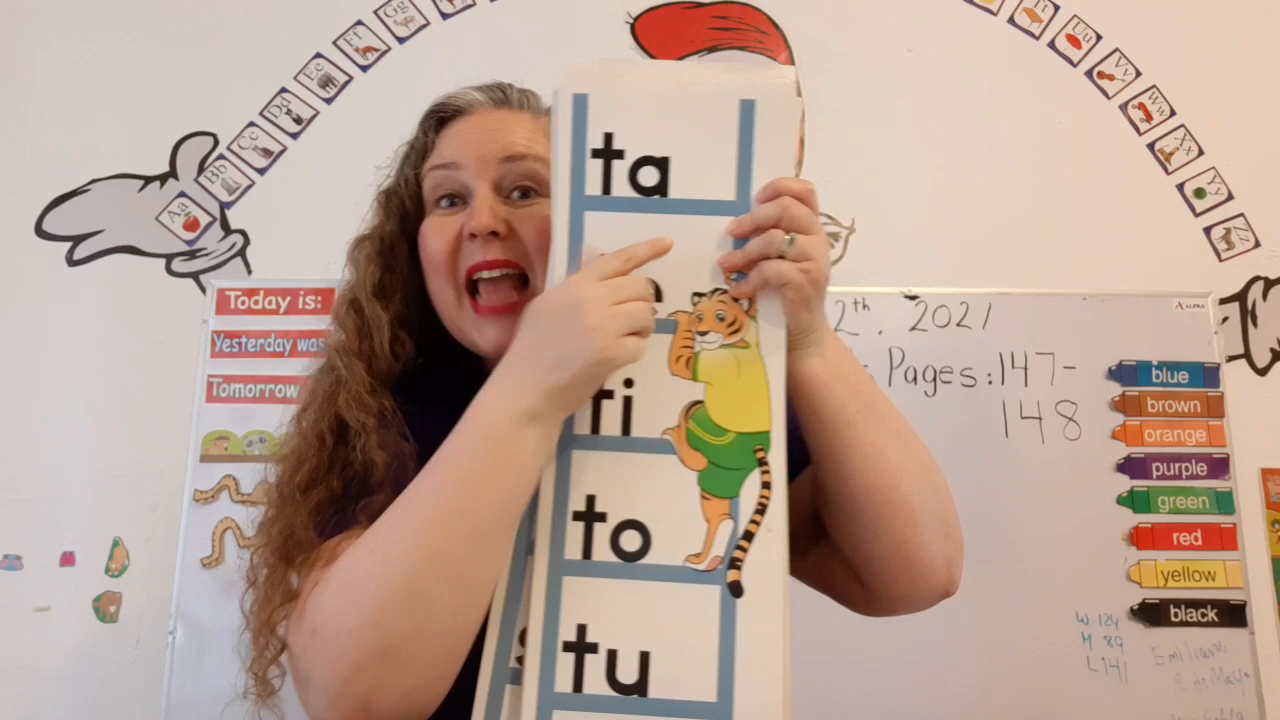 Aa
Bb
Cc
Dd
Ee
Ff
Gg
Tt
Uu
Vv
Ww
Xx
Yy
Zz
ta
e
ti
to
tu
Today is:
Yesterday was
Tomorrow
2th, 2021
Pages: 147-
148
ALPRA
blue
brown
orange
purple
green
red
yellow
black
W 124
M 89
L 141